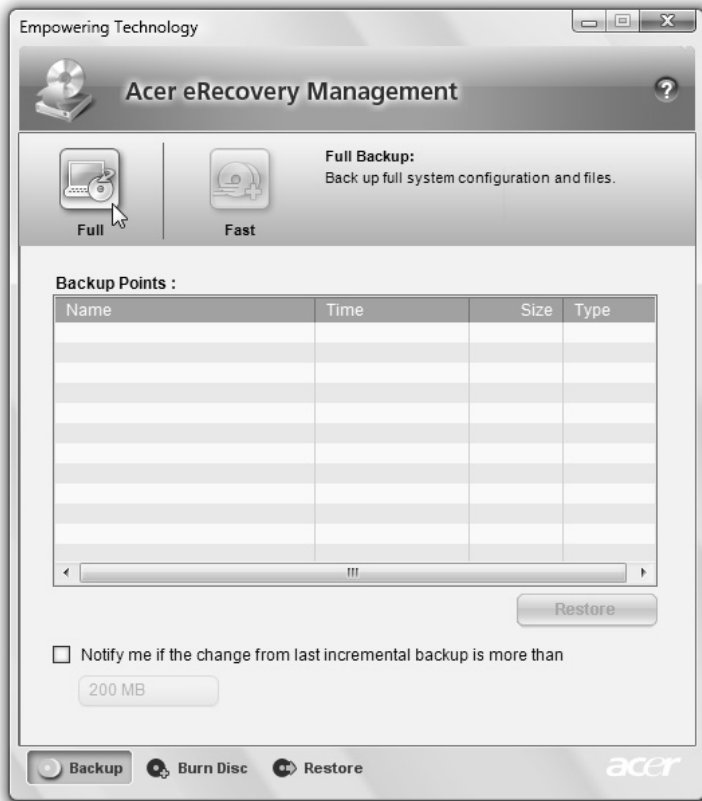 Empowering Technology
Acer eRecovery Management
?
Full Backup:
Back up full system configuration and files.
Full
Fast
Backup Points :
Name Time Size Type
Restore
Notify me if the change from last incremental backup is more than
200 MB
Backup Burn Disc Restore
acer